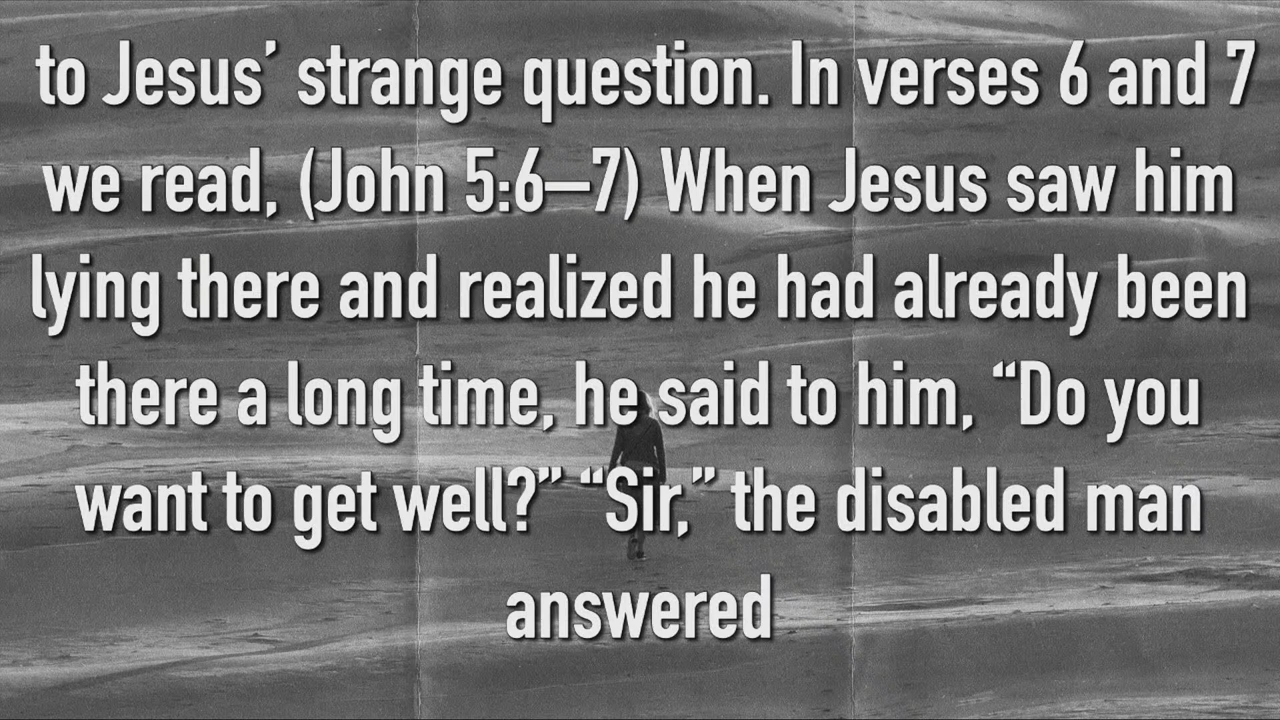 to Jesus’ strange question. In verses 6 and 7
we read, (John 5:6–7) When Jesus saw him
lying there and realized he had already been
there a long time, he said to him, “Do you
want to get well?” “Sir,” the disabled man
answered